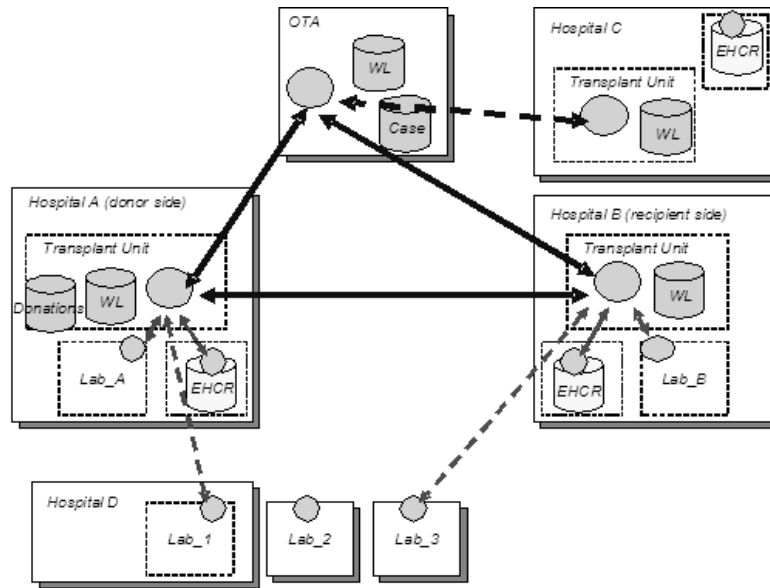 OTA
WL
Case
Hospital C
EHCR
Transplant Unit
WL
Hospital A (donor side)
Transplant Unit
Donations
WL
Lab_A
EHCR
Hospital B (recipient side)
Transplant Unit
WL
EHCR
Lab_B
Hospital D
Lab_1
Lab_2
Lab_3